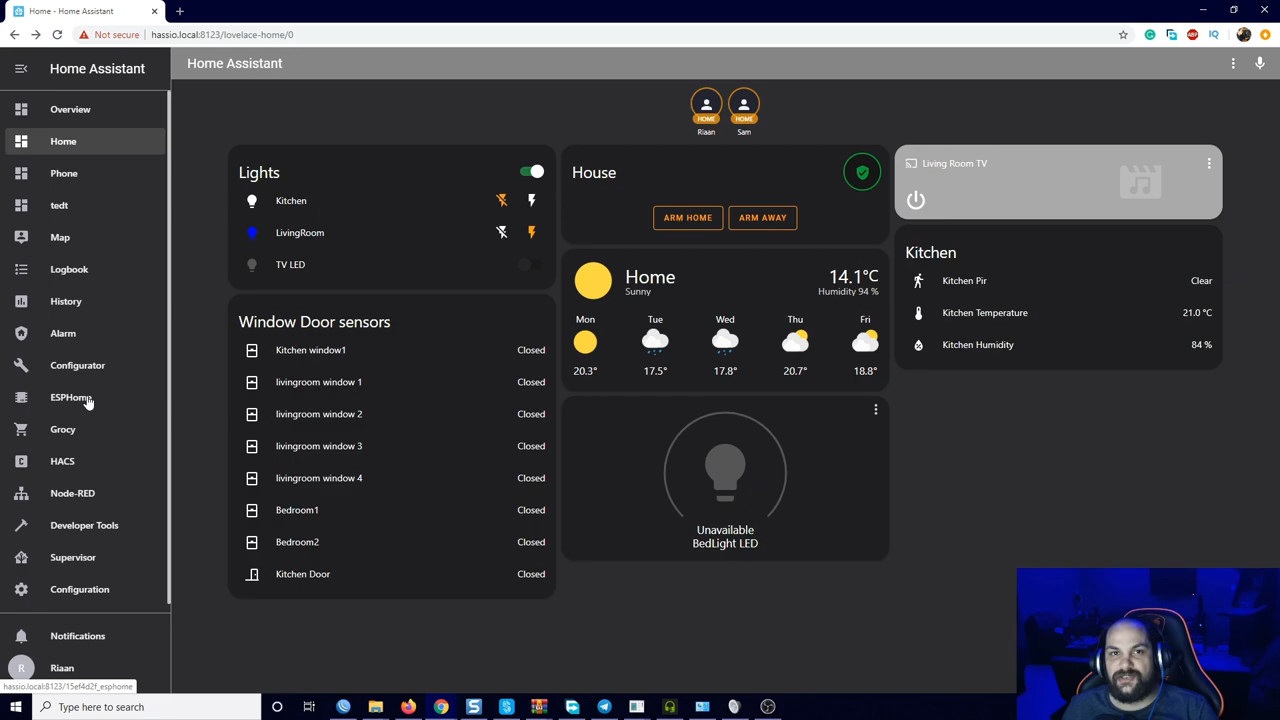 Home - Home Assistant
Not secure
hassio.local:8123/lovelace-home/0
ABP
IQ
Home Assistant
Home Assistant
Overview
Home
Phone
tedt
Map
Logbook
History
Alarm
Configurator
ESPHome
Grocy
HACS
Node-RED
Developer Tools
Supervisor
Configuration
Notifications
R
Riaan
hassio.local:8123/15ef4d2f_esphome
HOME
HOME
Riaan
Sam
Lights
Kitchen
LivingRoom
TV LED
Window Door sensors
Kitchen window1
Closed
livingroom window 1
Closed
livingroom window 2
Closed
livingroom window 3
Closed
livingroom window 4
Closed
Bedroom1
Closed
Bedroom2
Closed
Kitchen Door
Closed
House
ARM HOME
ARM AWAY
Home
14.1°C
Sunny
Humidity 94 %
Mon Tue Wed Thu Fri
20.3° 17.5° 17.8° 20.7° 18.8°
Unavailable
BedLight LED
Living Room TV
Kitchen
Kitchen Pir
Clear
Kitchen Temperature
21.0 °C
Kitchen Humidity
84 %
Type here to search